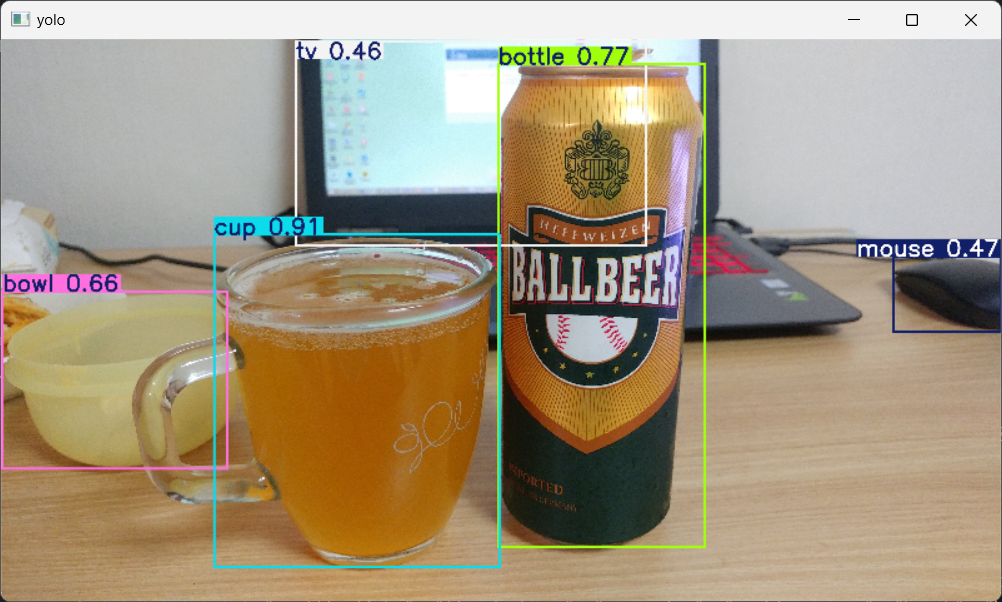 yolo
tv 0.46
bottle 0.77
cup 0.91
HEFEWEIZEN
mouse 0.47
BALLBEER
bowl 0.66
IMPORTED